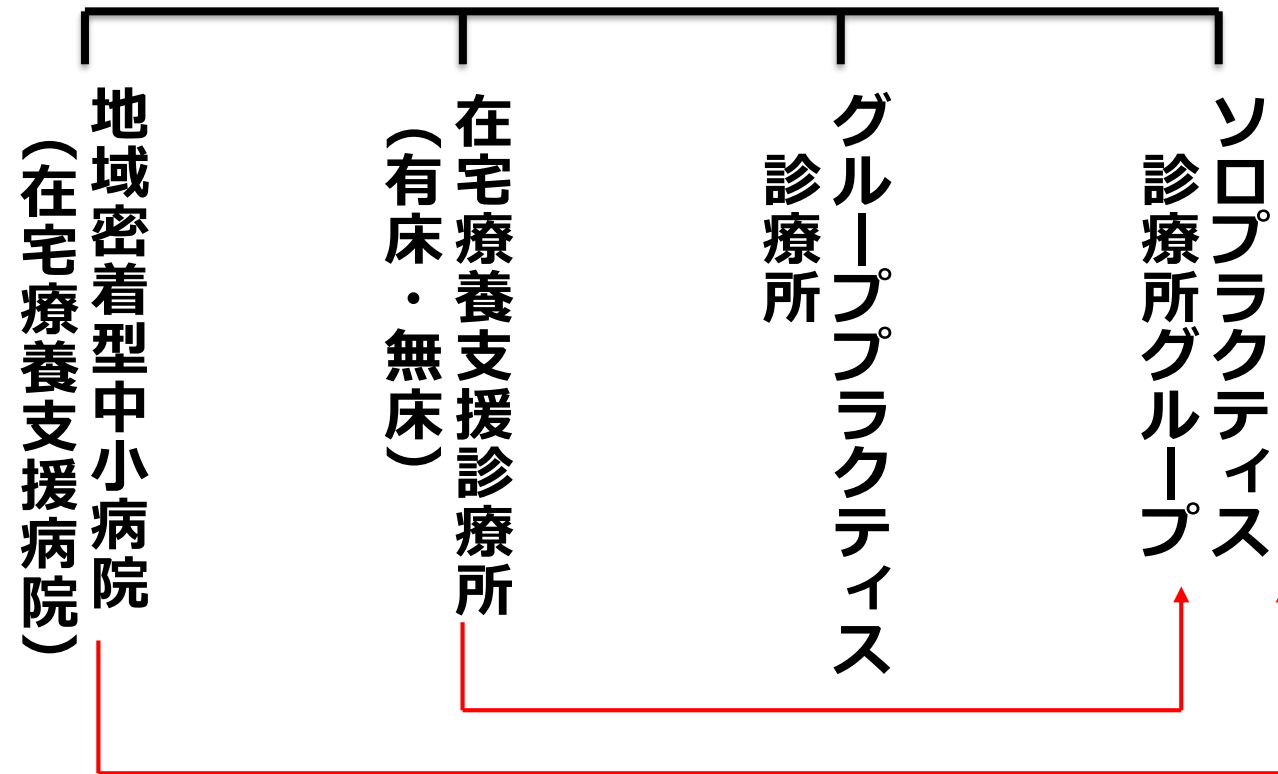 ソロプラクティス
診療所グループ
グループプラクティス
診療所
在宅療養支援診療所
（有床・無床）
地域密着型中小病院
（在宅療養支援病院）